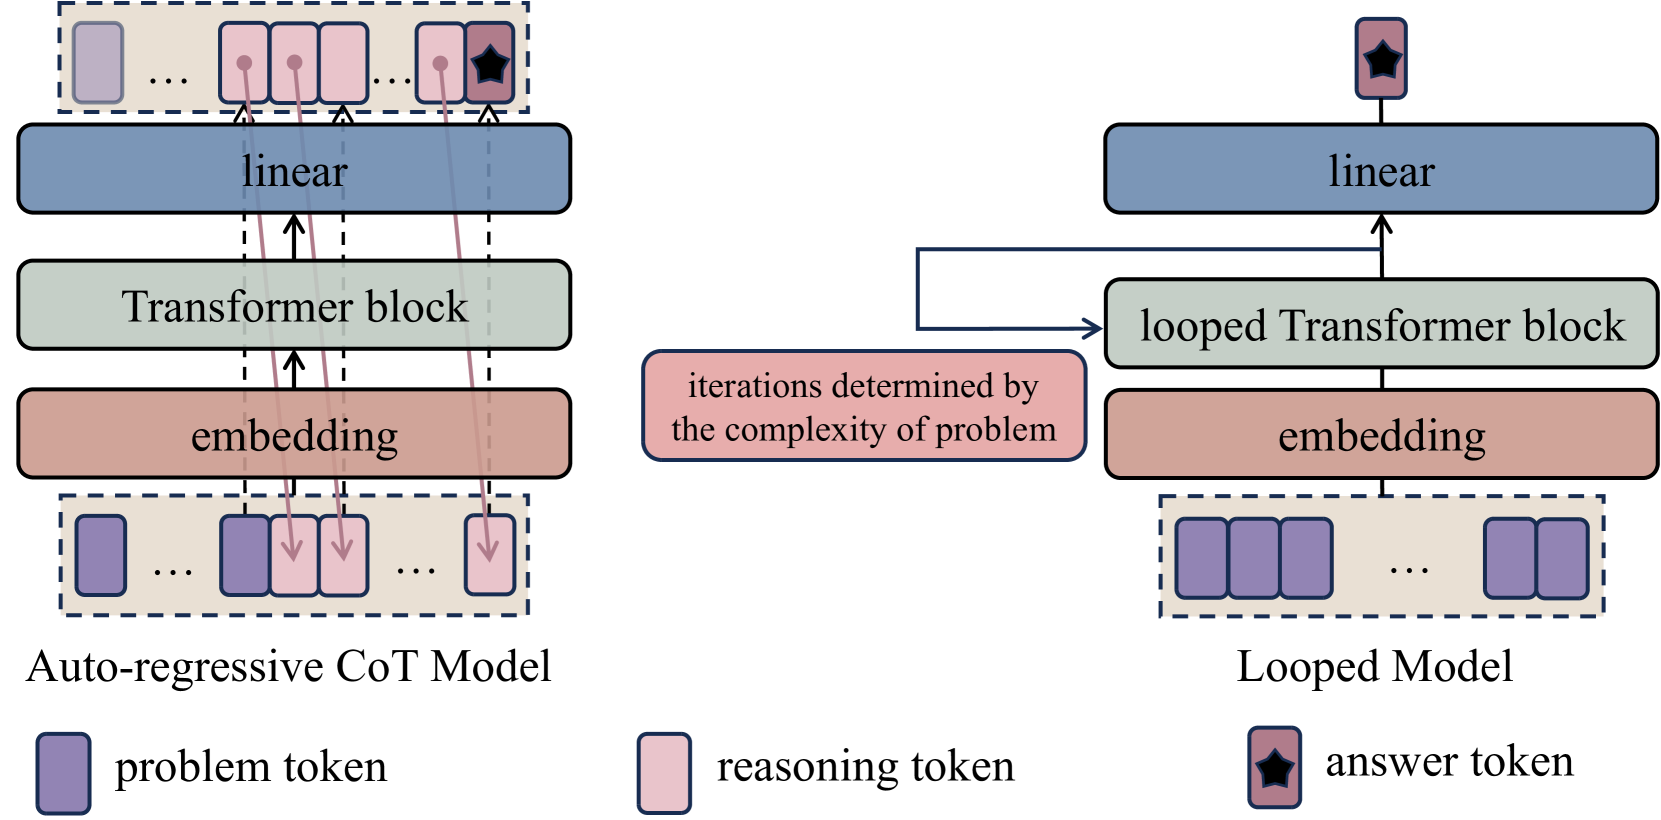 linear
Transformer block
embedding
Auto-regressive CoT Model
linear
looped Transformer block
iterations determined by
the complexity of problem
embedding
Looped Model
problem token
reasoning token
answer token